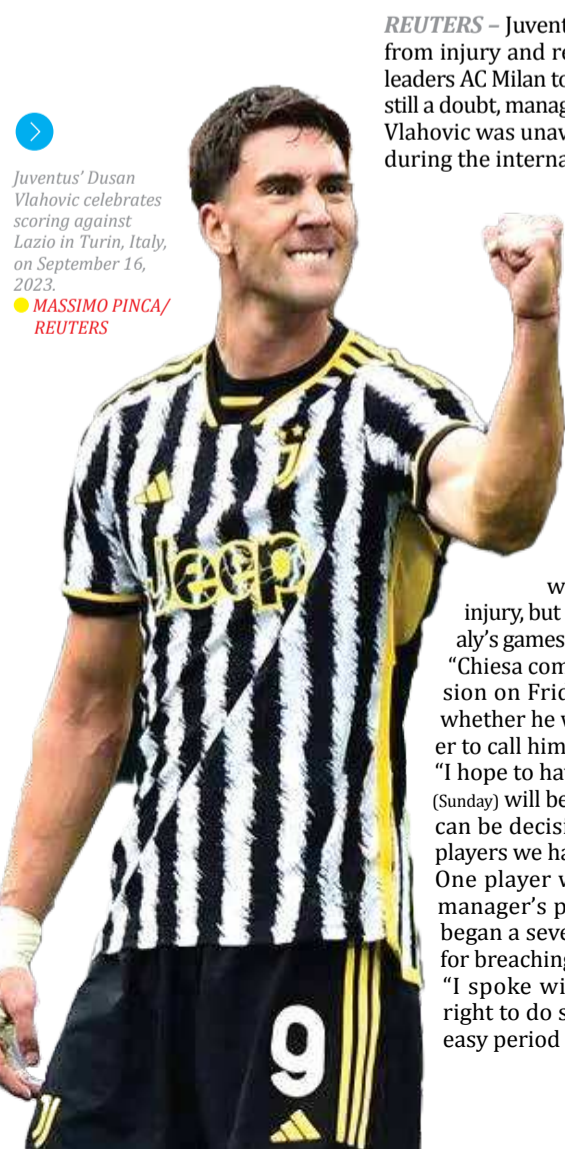 REUTERS – Juvent
from injury and re
leaders AC Milan to
still a doubt, manag
Vlahovic was unav
during the interna
Juventus’ Dusan
Vlahovic celebrates
scoring against
Lazio in Turin, Italy,
on September 16,
2023.
MASSIMO PINCA/
REUTERS
Jeep
w
injury, but
aly’s games
“Chiesa com
sion on Fric
whether he w
er to call him
“I hope to hav
(Sunday) will be
can be decisi
players we ha
One player w
manager’s p
began a seve
for breaching
“I spoke wi
right to do s
easy period
9